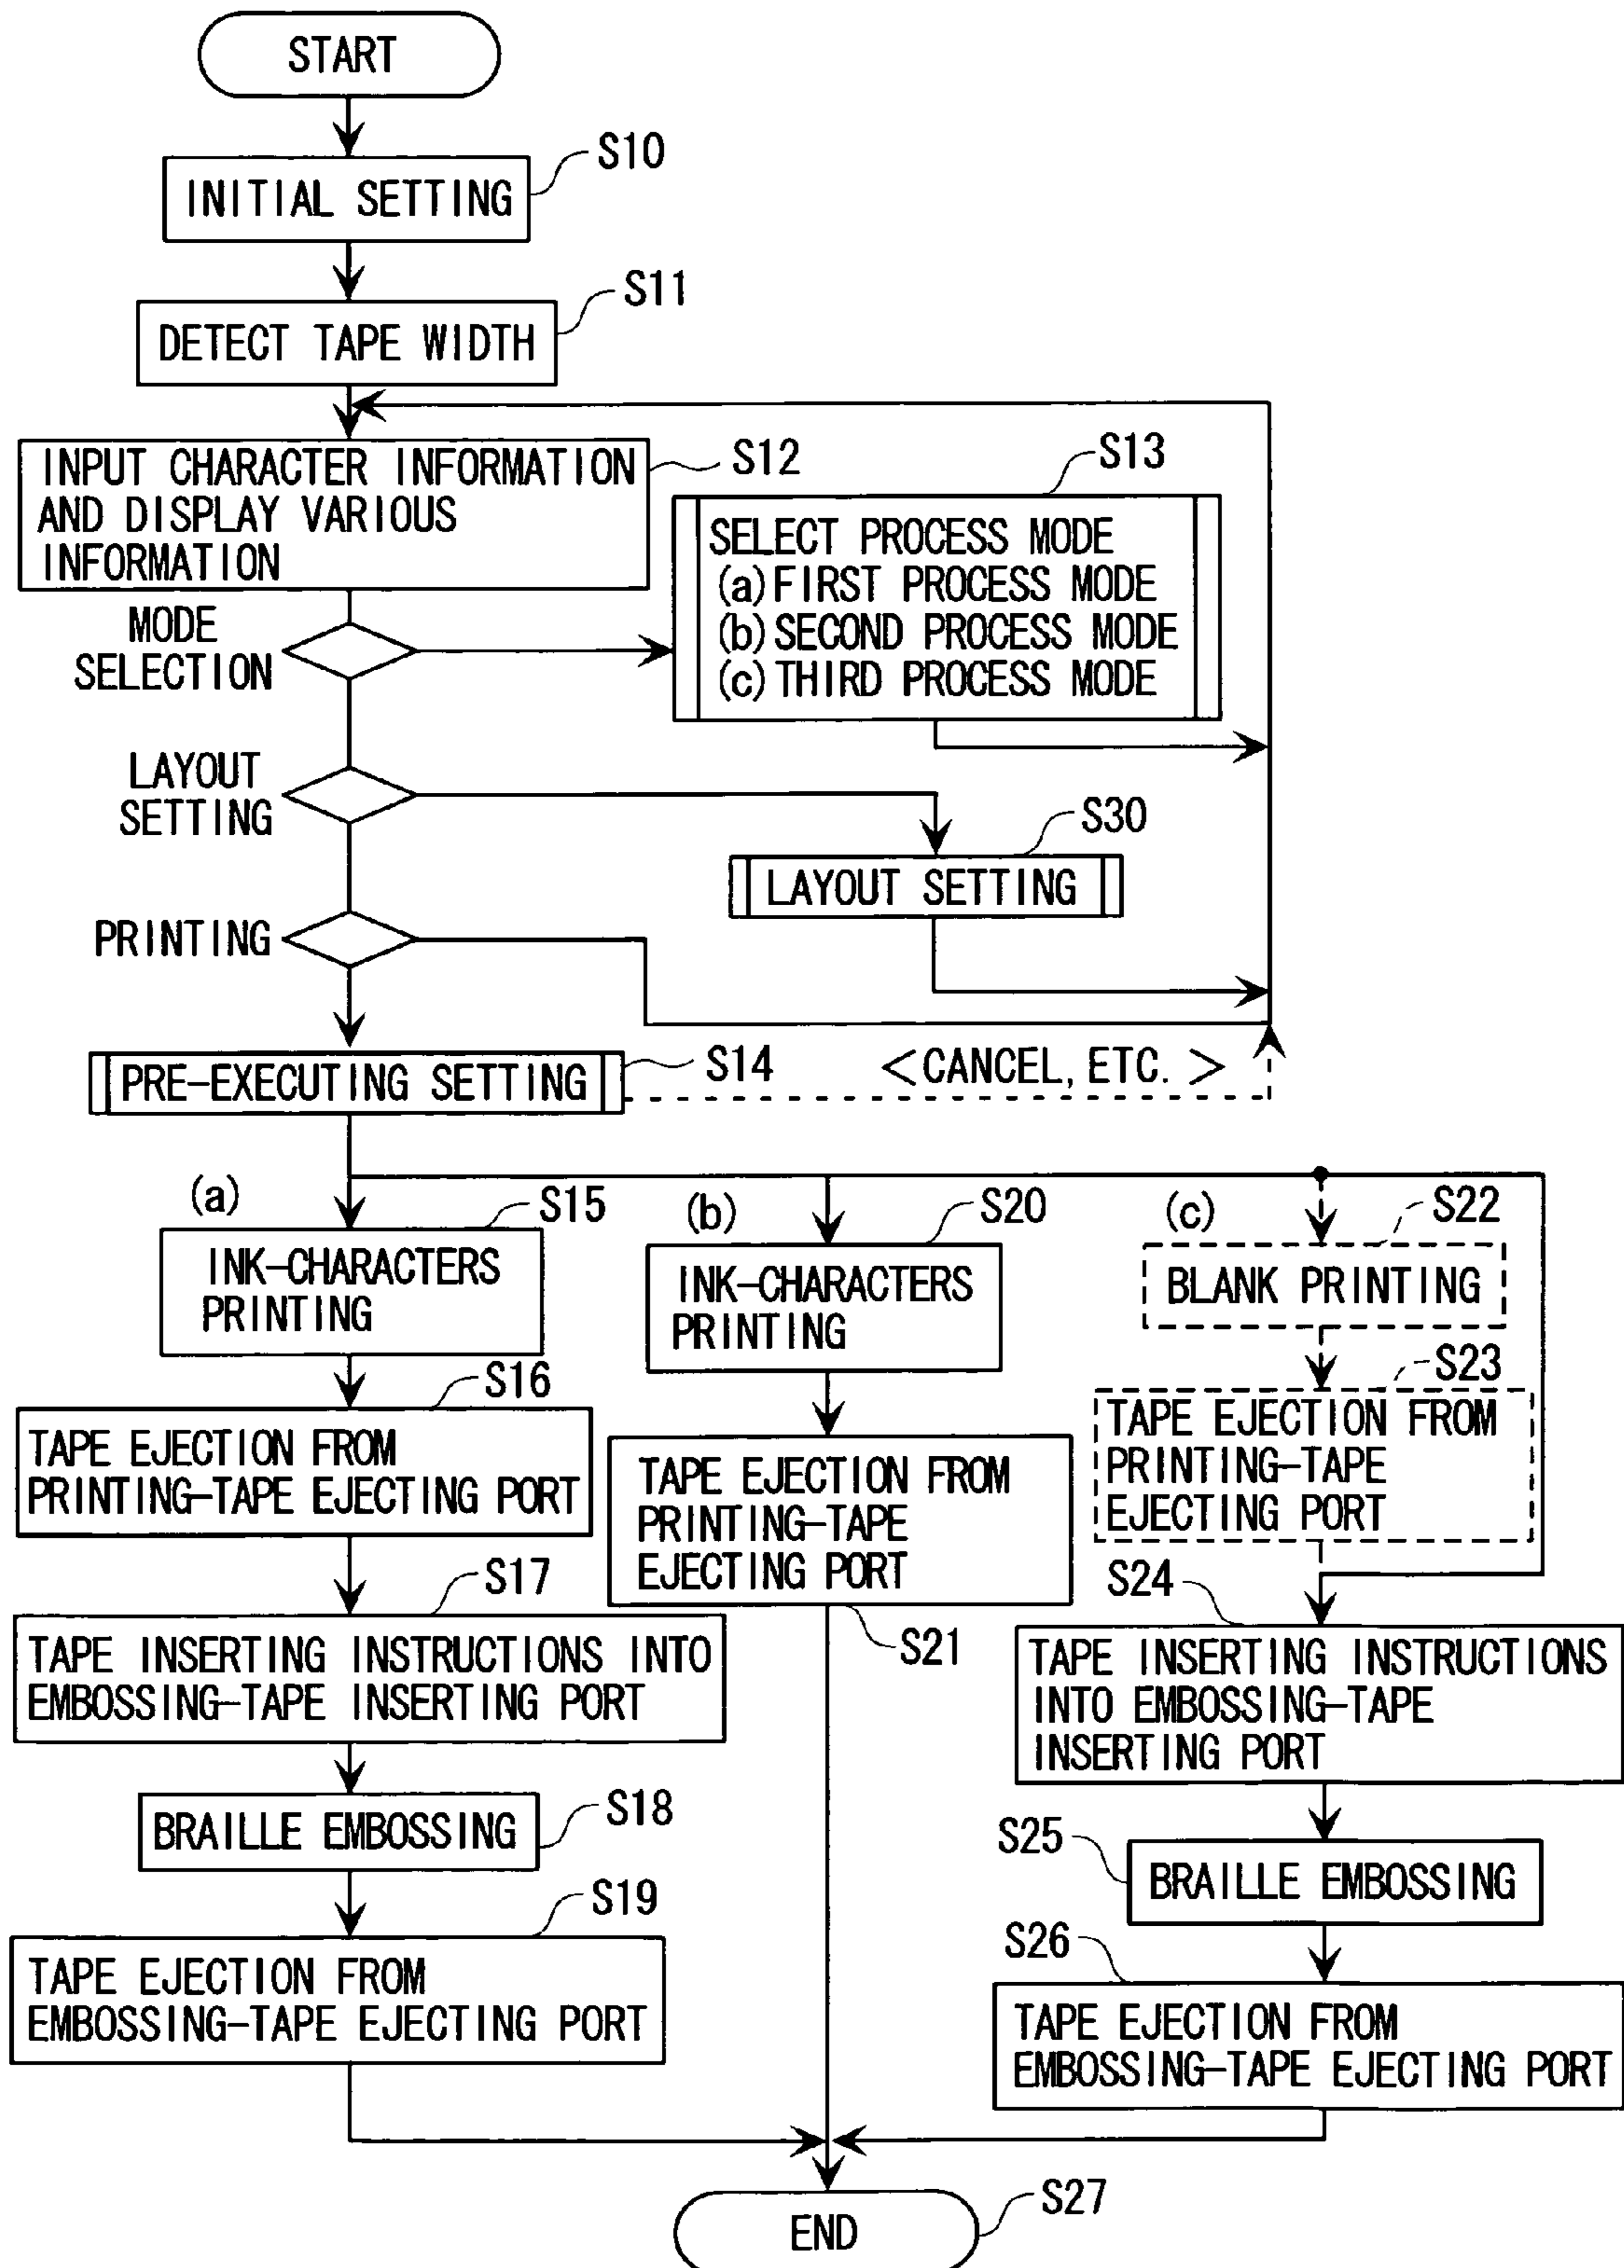 START
S10
INITIAL SETTING
S11
DETECT TAPE WIDTH
S12
INPUT CHARACTER INFORMATION
AND DISPLAY VARIOUS
INFORMATION
S13
SELECT PROCESS MODE
(a) FIRST PROCESS MODE
(b) SECOND PROCESS MODE
(c) THIRD PROCESS MODE
MODE
SELECTION
LAYOUT
SETTING
S30
LAYOUT SETTING
PRINTING
S14
PRE-EXECUTING SETTING
<CANCEL, ETC. >
(a)
S15
INK-CHARACTERS
PRINTING
S16
TAPE EJECTION FROM
PRINTING-TAPE EJECTING PORT
S17
TAPE INSERTING INSTRUCTIONS INTO
EMBOSSING-TAPE INSERTING PORT
S18
BRAILLE EMBOSSING
S19
TAPE EJECTION FROM
EMBOSSING-TAPE EJECTING PORT
(b)
S20
INK-CHARACTERS
PRINTING
TAPE EJECTION FROM
PRINTING-TAPE
EJECTING PORT
S21
(c)
S22
BLANK PRINTING
S23
TAPE EJECTION FROM
PRINTING-TAPE
EJECTING PORT
S24
TAPE INSERTING INSTRUCTIONS
INTO EMBOSSING-TAPE
INSERTING PORT
S25
BRAILLE EMBOSSING
S26
TAPE EJECTION FROM
EMBOSSING-TAPE EJECTING PORT
S27
END